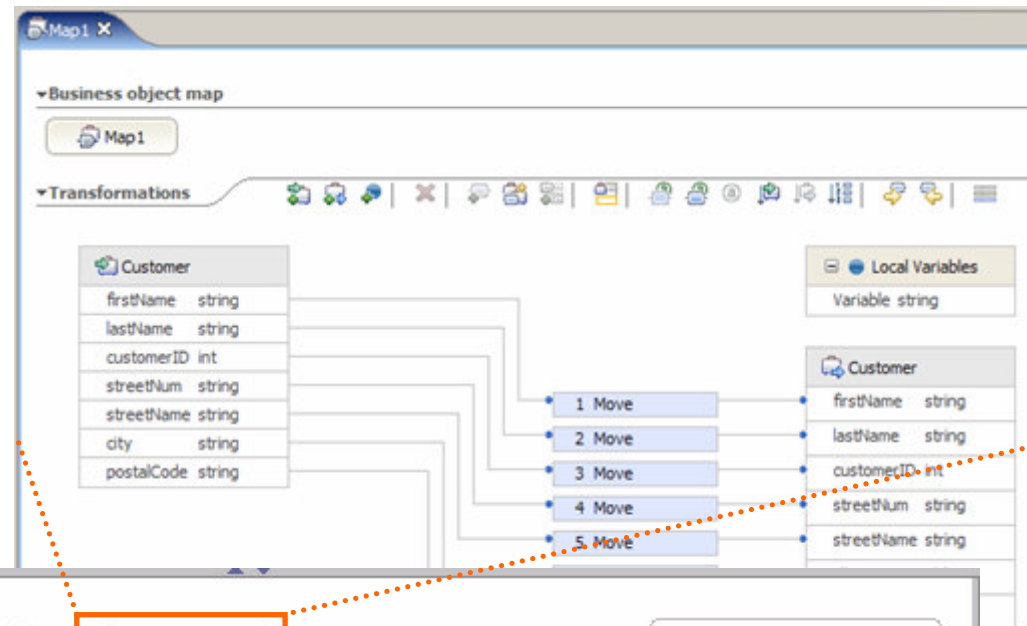 Map1
Business object map
Map1
Transformations
Customer
firstName string
lastName string
customerID int
streetNum string
streetName string
city string
postalCode string
1 Move
2 Move
3 Move
4 Move
5 Move
Local Variables
Variable string
Customer
firstName string
lastName string
customerID int
streetNum string
streetName string